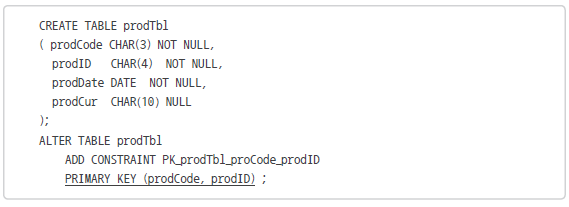 CREATE TABLE prodTbl
( prodCode CHAR(3) NOT NULL,
prodID CHAR(4) NOT NULL,
prodDate DATE NOT NULL,
prodCur CHAR(10) NULL
);
ALTER TABLE prodTbl
ADD CONSTRAINT PK_prodTbl_proCode_prodID
PRIMARY KEY (prodCode, prodID) ;